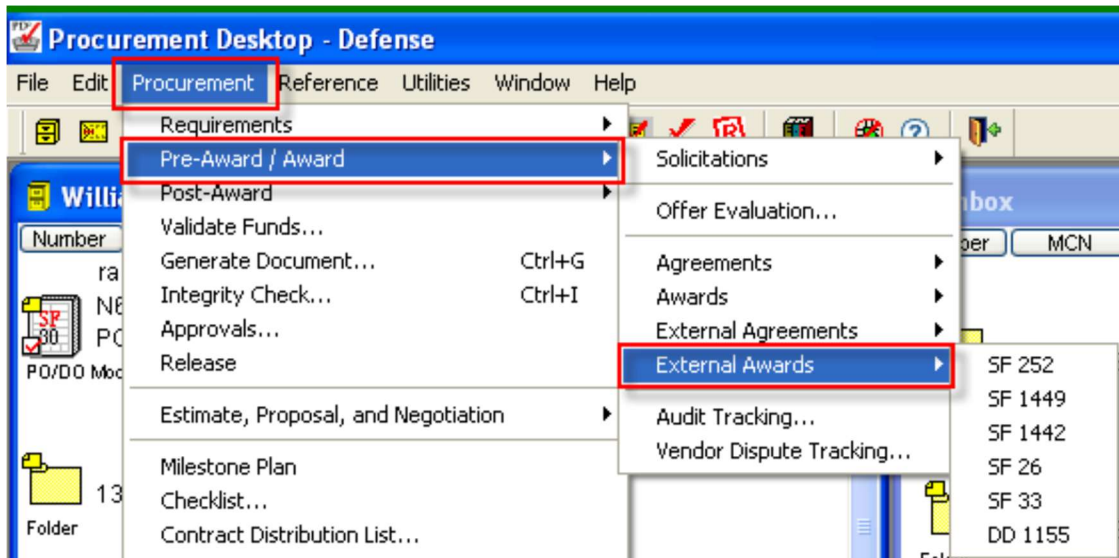 Procurement Desktop - Defense
File Edit Procurement Reference Utilities Window Help
Requirements
Pre-Award / Award
Post-Award
Validate Funds...
Generate Document... Ctrl+G
Integrity Check... Ctrl+I
Approvals...
Release
Estimate, Proposal, and Negotiation
Milestone Plan
Checklist...
Contract Distribution List...
Solicitations
Offer Evaluation...
Agreements
Awards
External Agreements
External Awards
Audit Tracking...
Vendor Dispute Tracking...
SF 252
SF 1449
SF 1442
SF 26
SF 33
DD 1155
Number
SF
30
PO/DO Mod
13
Folder
MCN